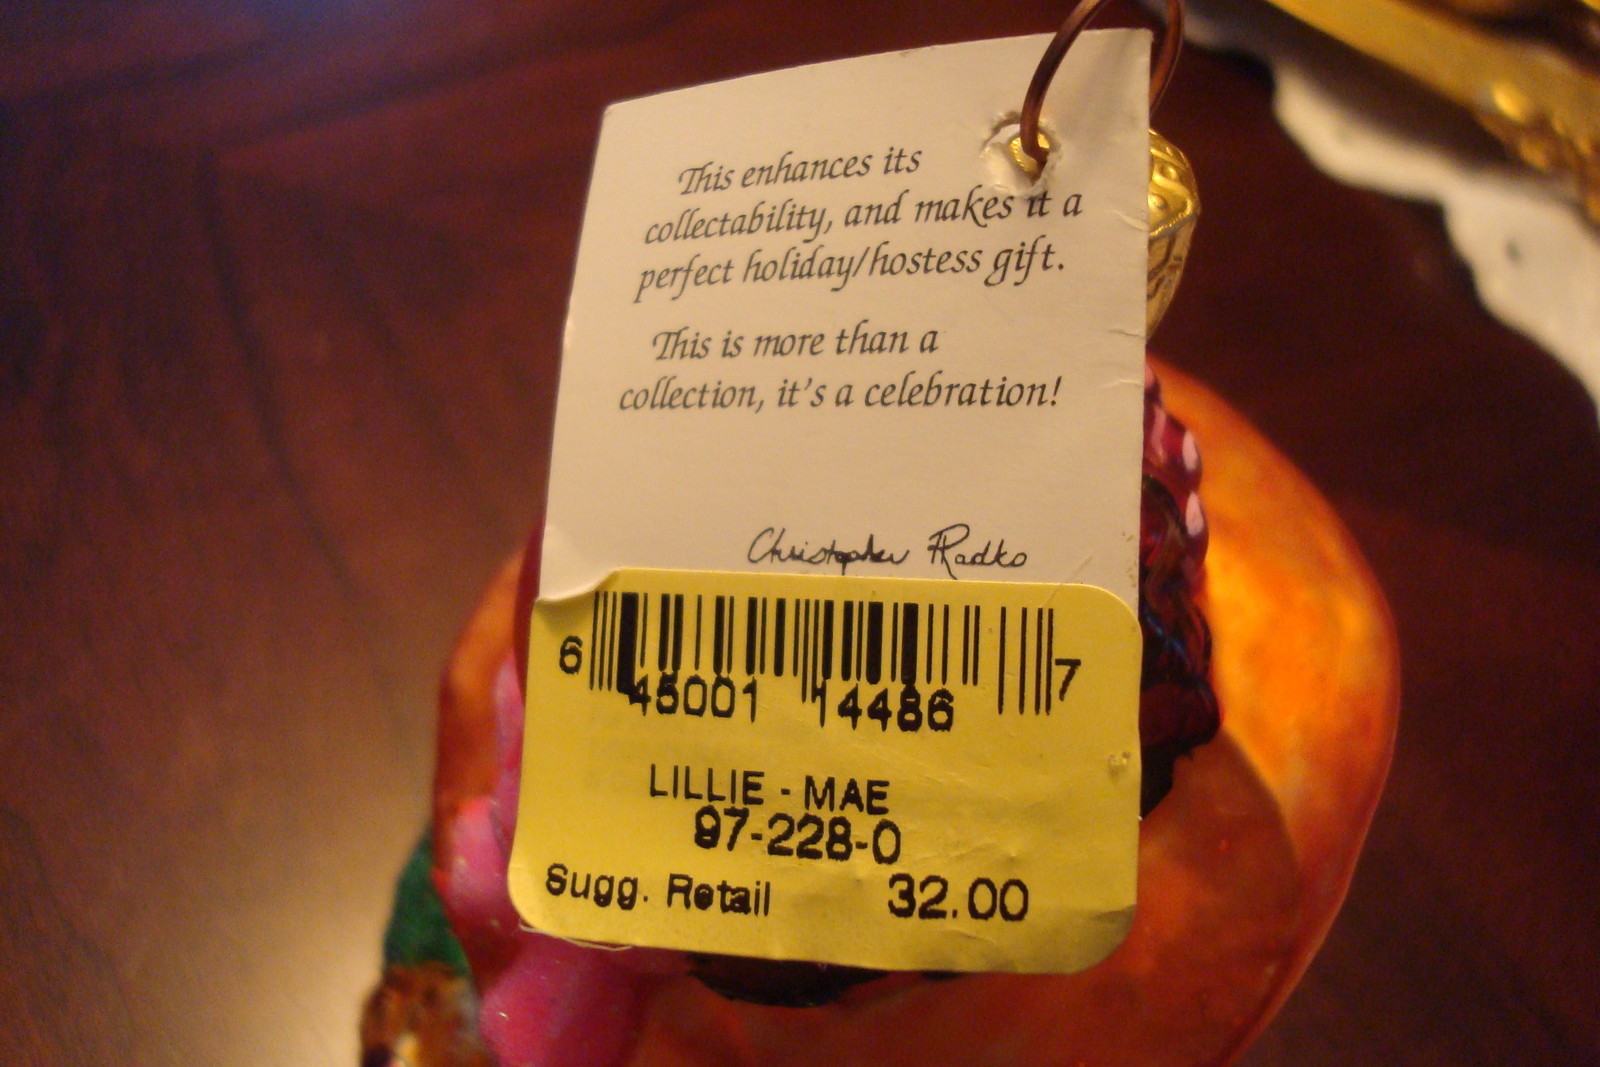 This enhances its
collectability, and makes it a
perfect holiday/hostess gift.
This is more than a
collection, it's a celebration!
Christopher Radko
6 45001 14486 7
LILLIE - MAE
97-228-0
Sugg. Retail 32.00